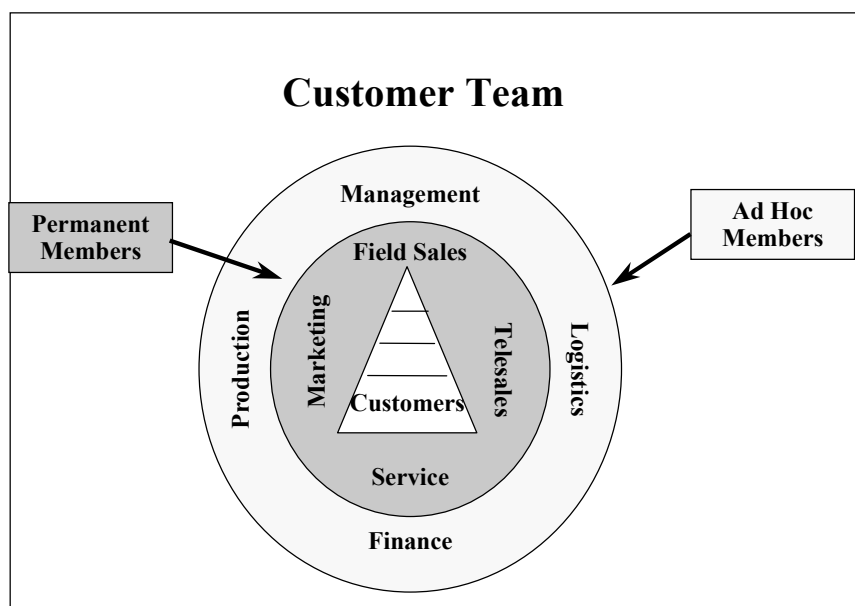 Customer Team
Management
Permanent
Members
Ad Hoc
Members
Field Sales
Production
Marketing
Telesales
Logistics
Customers
Service
Finance